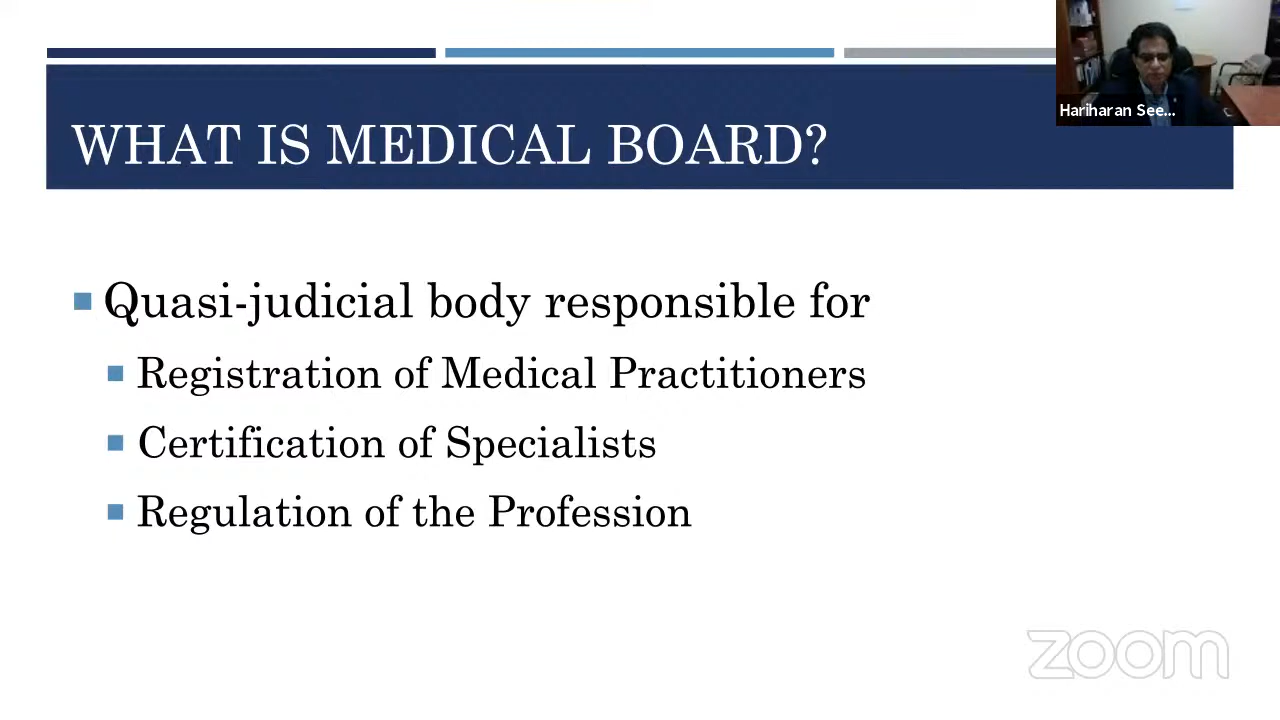 Hariharan See...
WHAT IS MEDICAL BOARD?
Quasi-judicial body responsible for
Registration of Medical Practitioners
Certification of Specialists
Regulation of the Profession
zoom